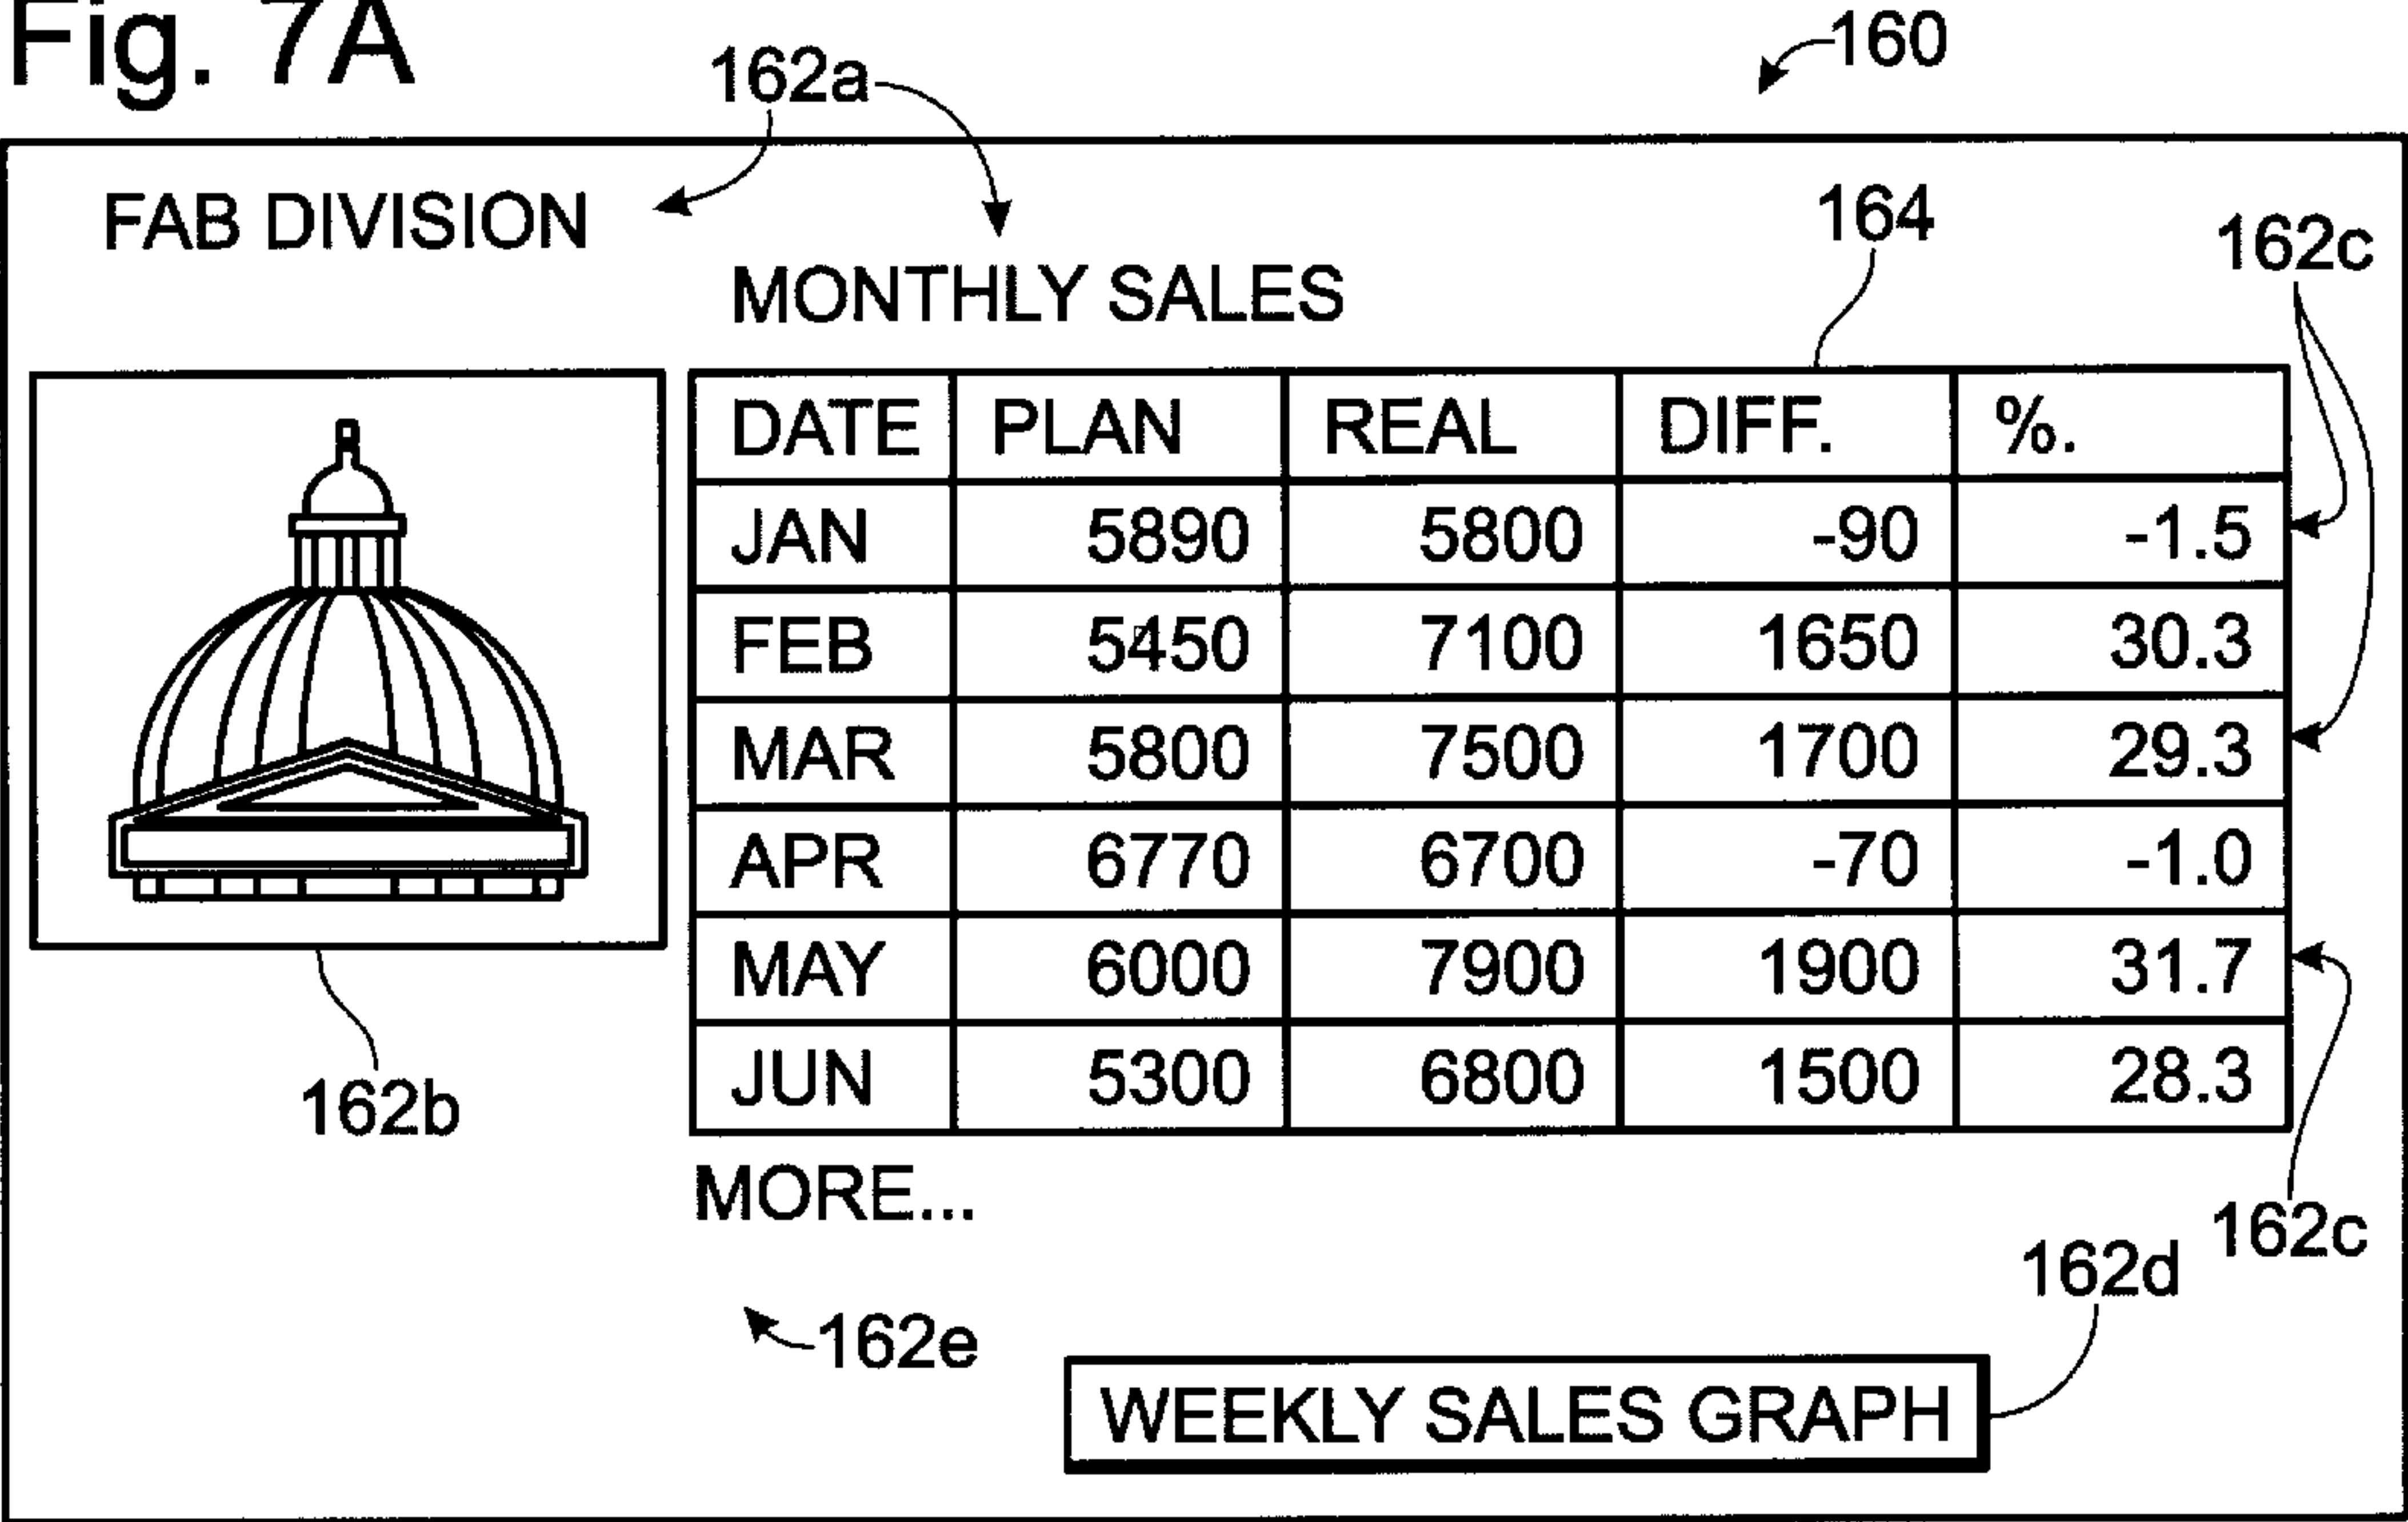 Fig. 7A
160
162a
FAB DIVISION
164
162c
MONTHLY SALES
DATE PLAN REAL DIFF. %.
JAN 5890 5800 -90 -1.5
FEB 5450 7100 1650 30.3
MAR 5800 7500 1700 29.3
APR 6770 6700 -70 -1.0
MAY 6000 7900 1900 31.7
JUN 5300 6800 1500 28.3
162b
MORE...
162c
162d
162e
WEEKLY SALES GRAPH